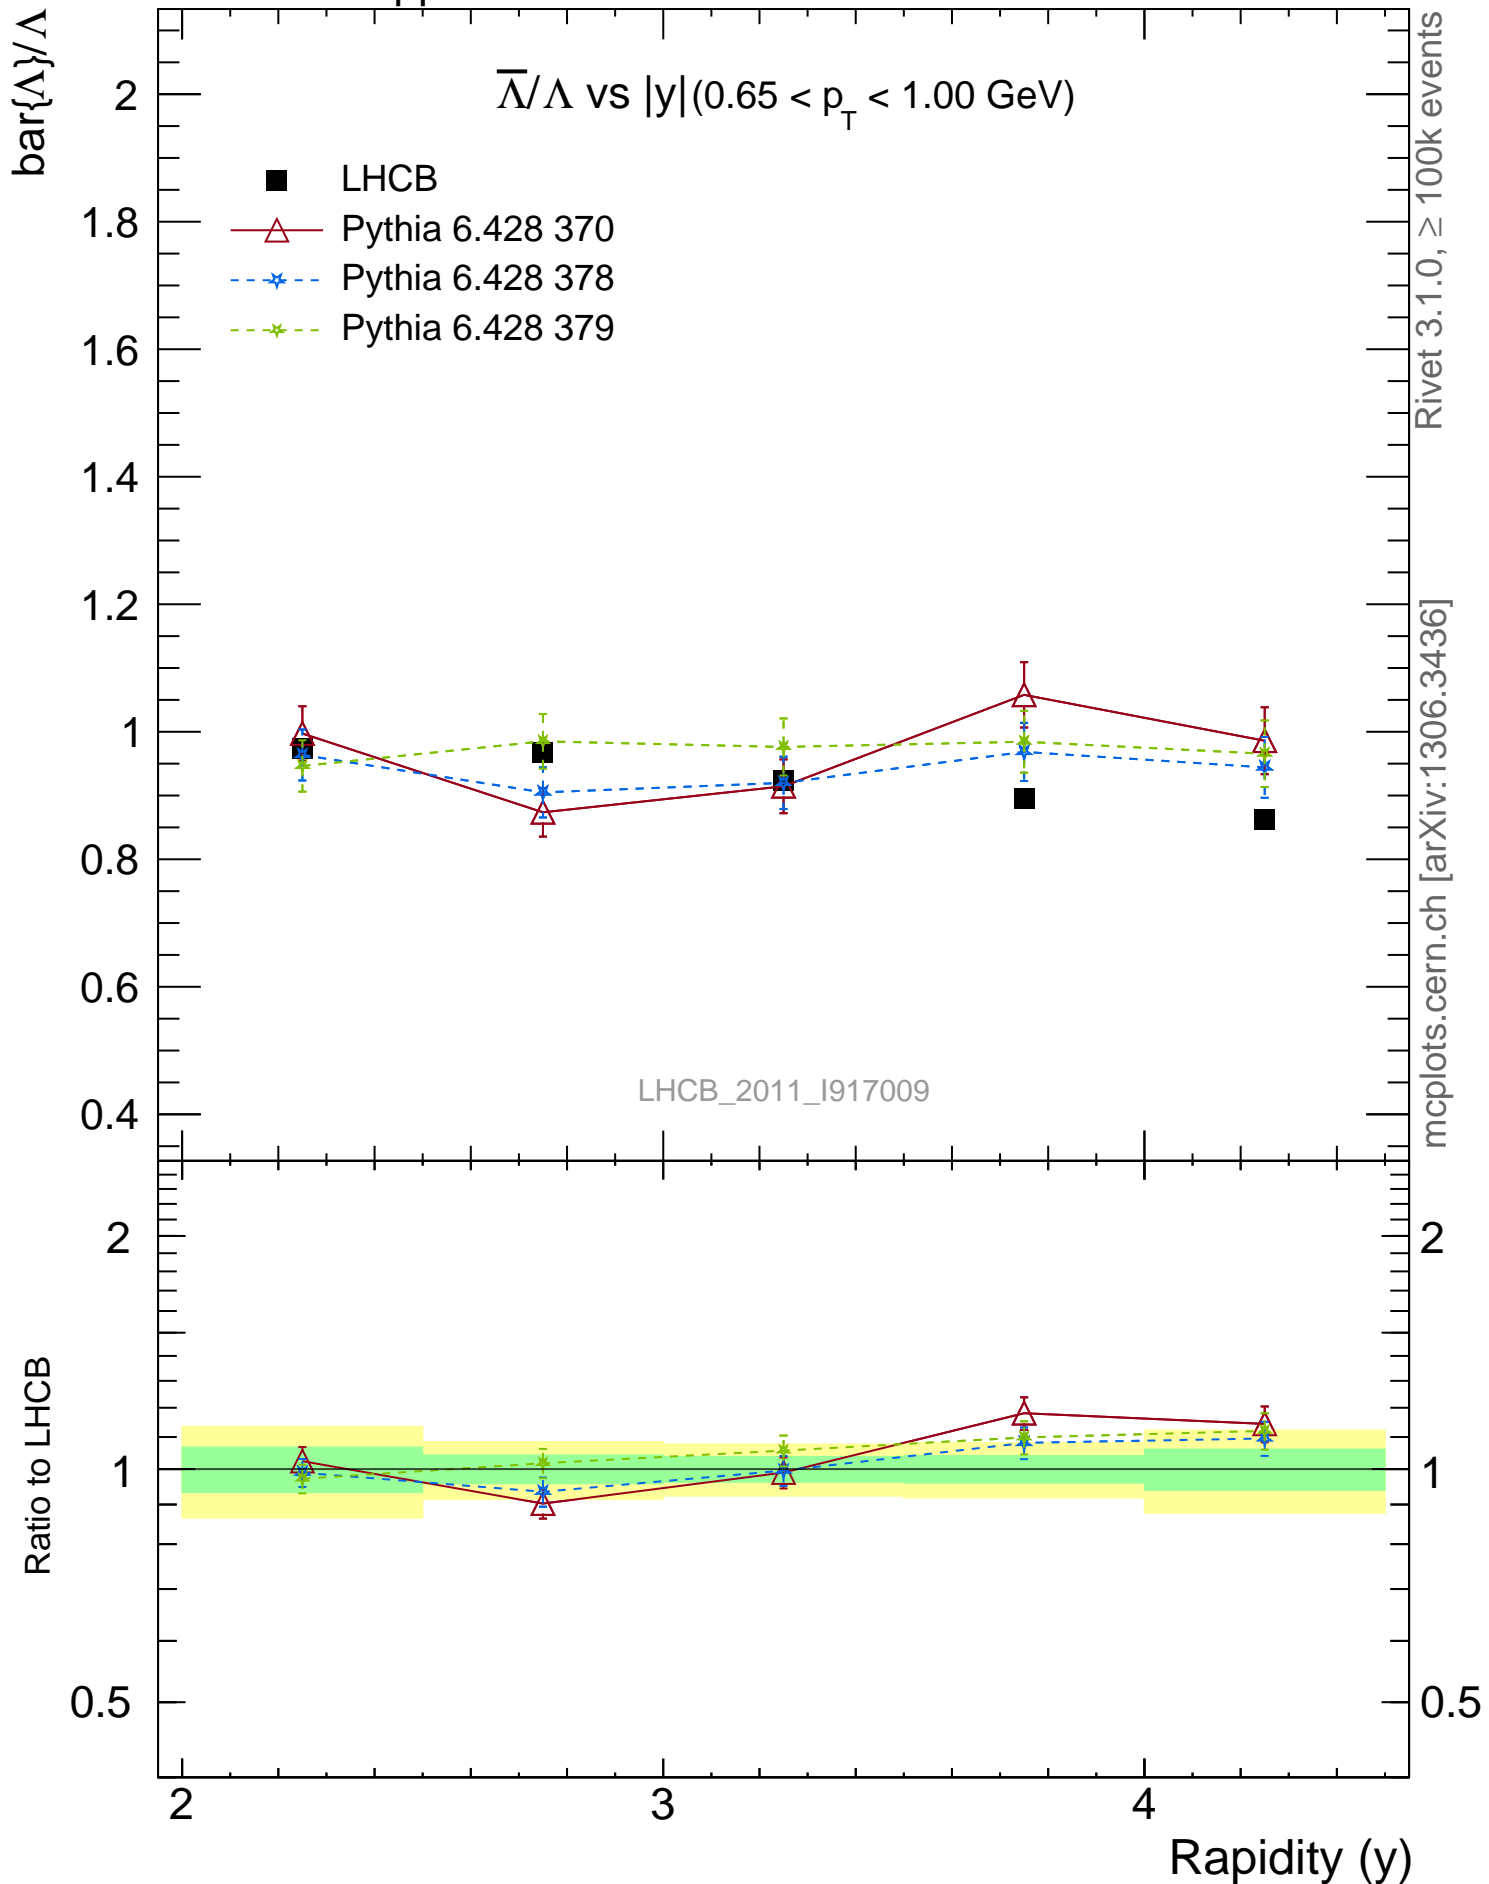 pp
bar{Λ}/Λ
Λ̅/Λ vs |y|(0.65 < p_T < 1.00 GeV)
LHCB
Pythia 6.428 370
Pythia 6.428 378
Pythia 6.428 379
2
1.8
1.6
1.4
1.2
1
0.8
0.6
0.4
LHCB_2011_I917009
Rivet 3.1.0, ≥ 100k events
mcplots.cern.ch [arXiv:1306.3436]
Ratio to LHCB
2
1
0.5
2
1
0.5
2
3
4
Rapidity (y)